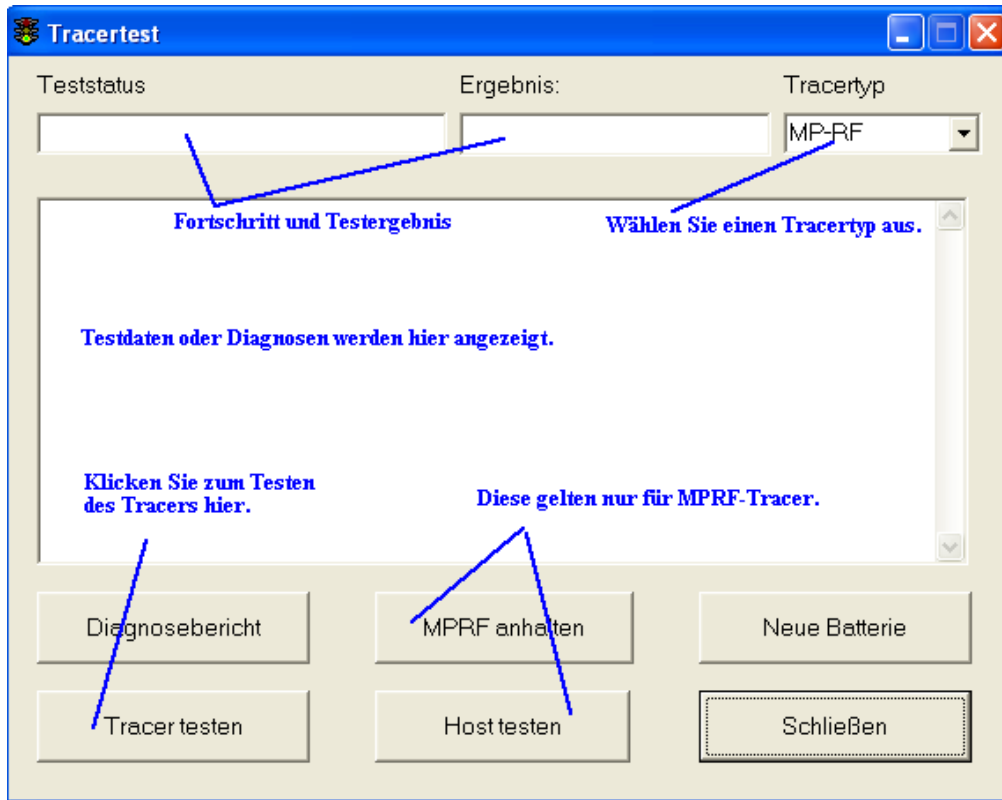 Tracertest
Teststatus
Ergebnis:
Tracertyp
MP-RF
Fortschritt und Testergebnis
Wählen Sie einen Tracertyp aus.
Testdaten oder Diagnosen werden hier angezeigt.
Klicken Sie zum Testen
des Tracers hier.
Diese gelten nur für MPRF-Tracer.
Diagnosebericht
MPRF anhalten
Neue Batterie
Tracer testen
Host testen
Schließen